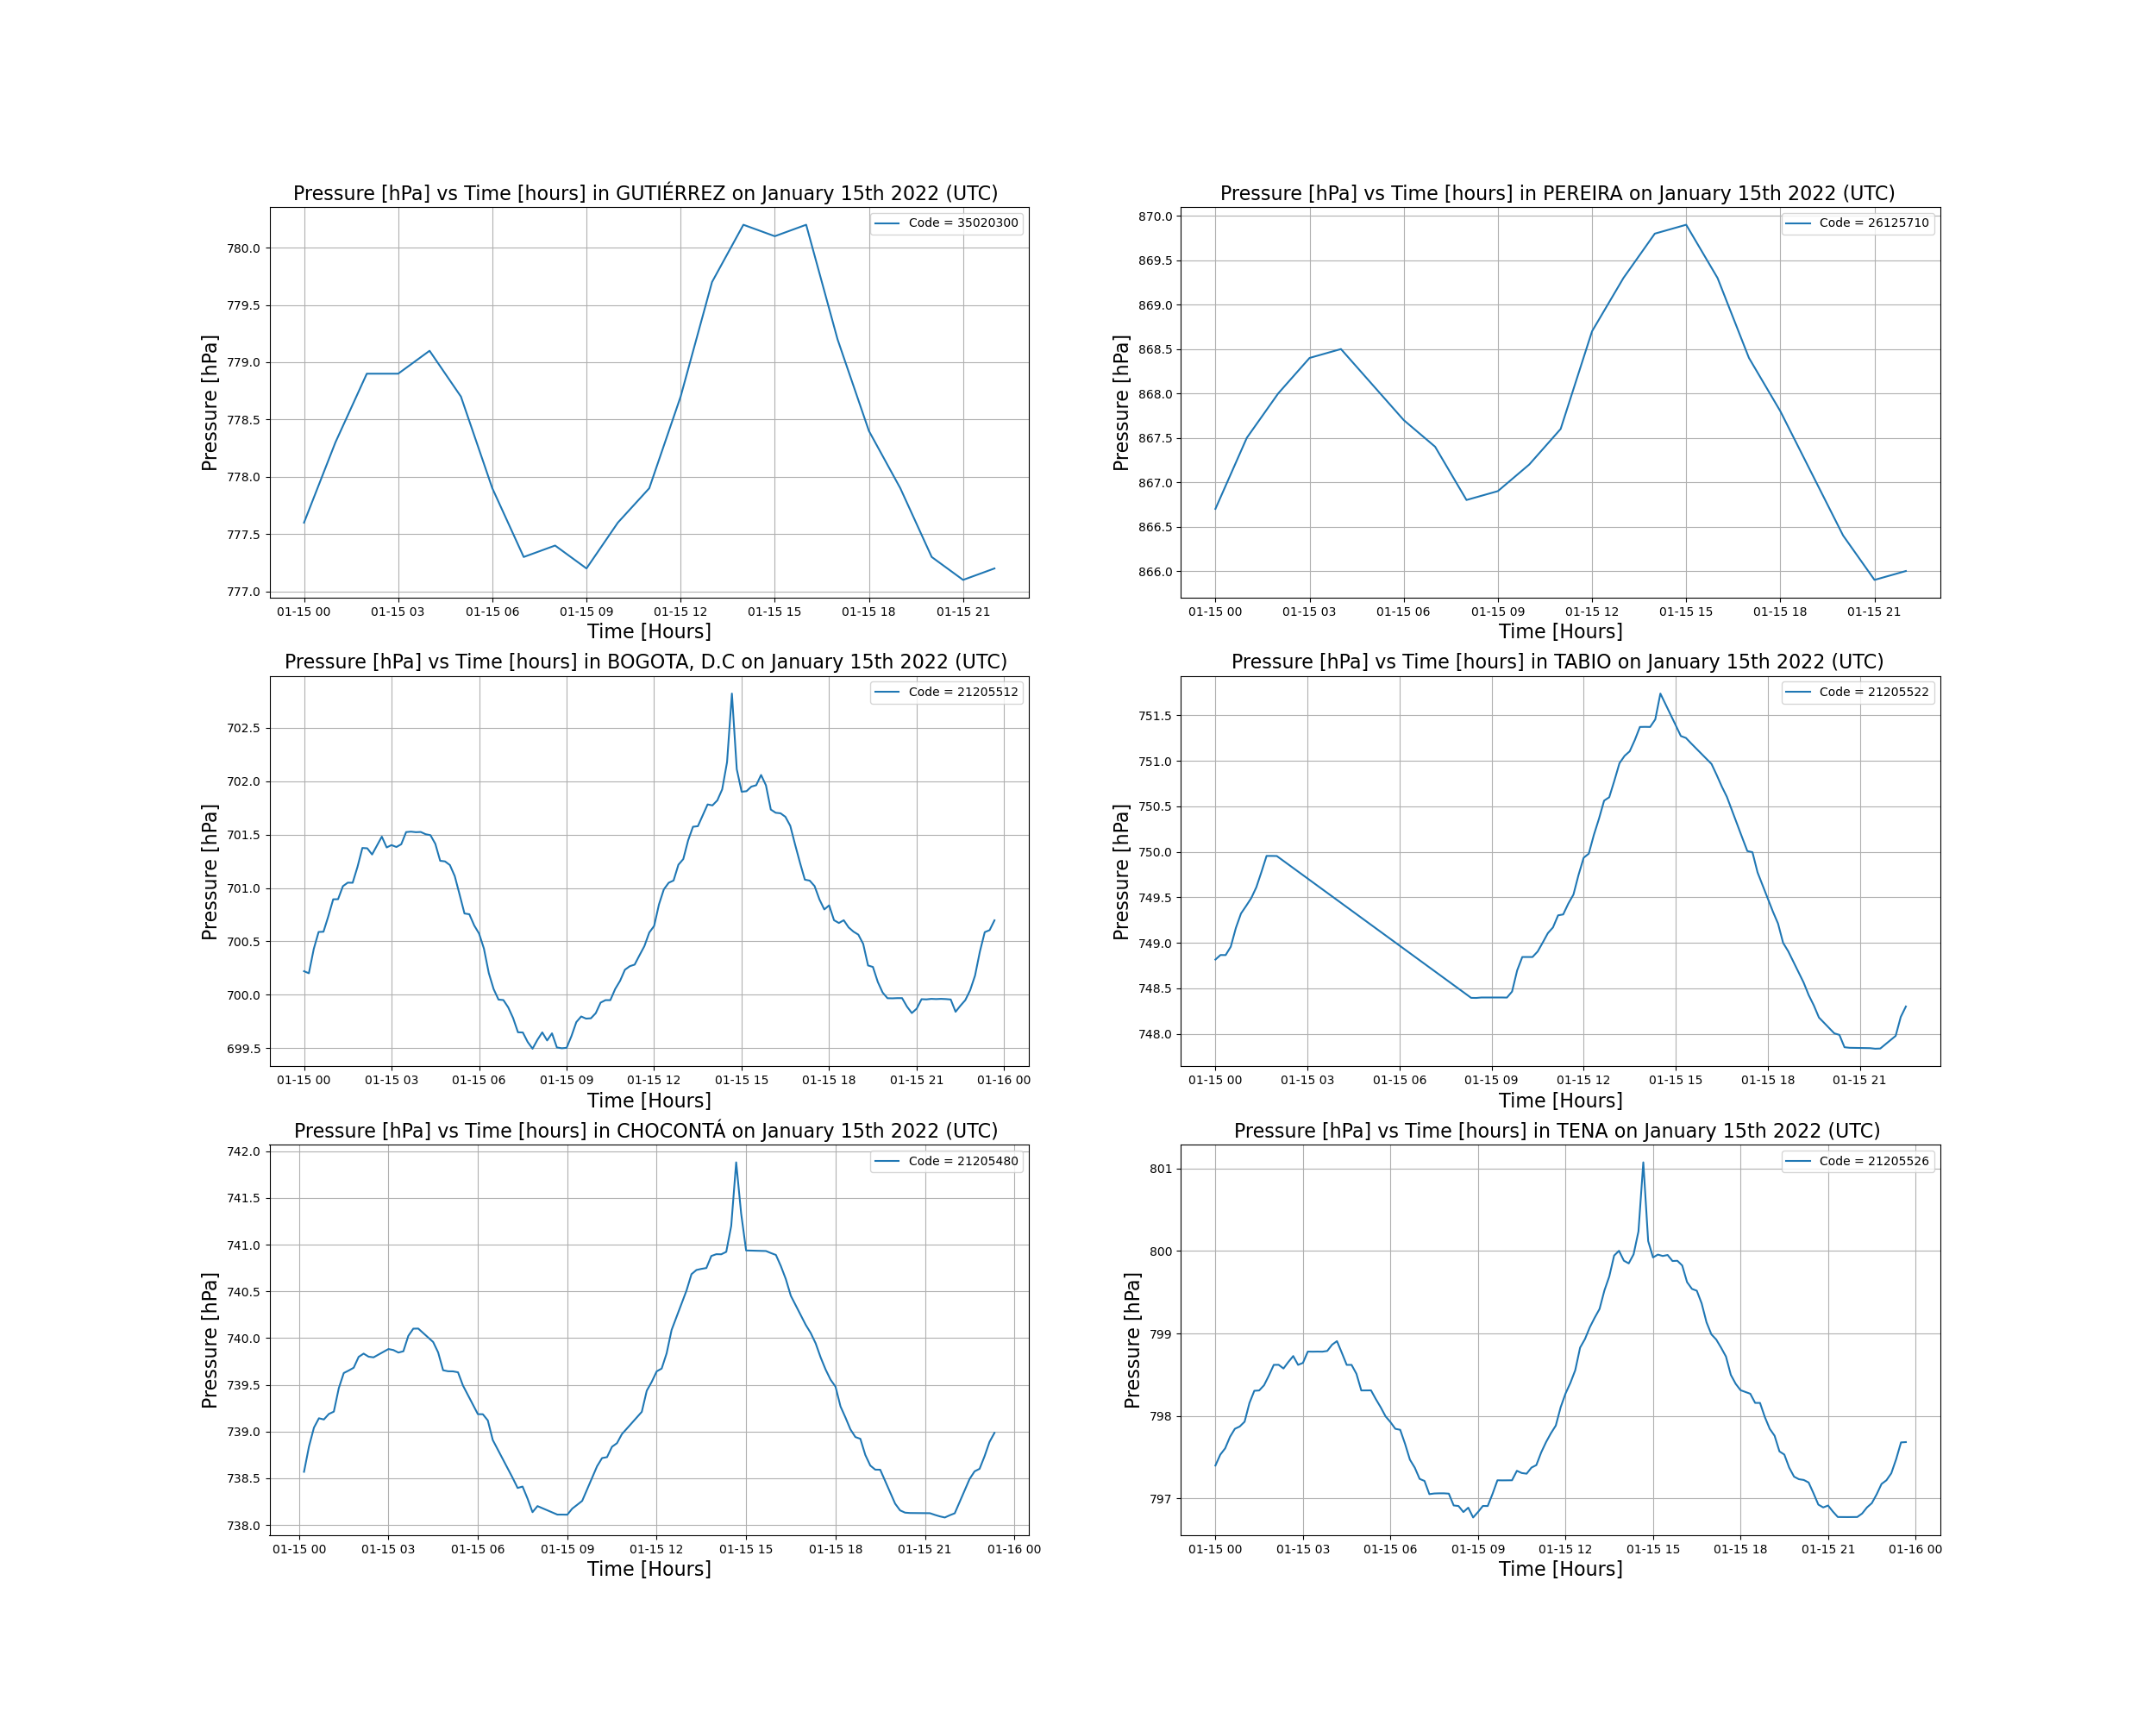 Pressure [hPa] vs Time [hours] in GUTIÉRREZ on January 15th 2022 (UTC)
Code = 35020300
Pressure [hPa]
780.0
779.5
779.0
778.5
778.0
777.5
777.0
01-15 00 01-15 03 01-15 06 01-15 09 01-15 12 01-15 15 01-15 18 01-15 21
Time [Hours]
Pressure [hPa] vs Time [hours] in PEREIRA on January 15th 2022 (UTC)
Code = 26125710
Pressure [hPa]
870.0
869.5
869.0
868.5
868.0
867.5
867.0
866.5
866.0
01-15 00 01-15 03 01-15 06 01-15 09 01-15 12 01-15 15 01-15 18 01-15 21
Time [Hours]
Pressure [hPa] vs Time [hours] in BOGOTA, D.C on January 15th 2022 (UTC)
Code = 21205512
Pressure [hPa]
702.5
702.0
701.5
701.0
700.5
700.0
699.5
01-15 00 01-15 03 01-15 06 01-15 09 01-15 12 01-15 15 01-15 18 01-15 21 01-16 00
Time [Hours]
Pressure [hPa] vs Time [hours] in TABIO on January 15th 2022 (UTC)
Code = 21205522
Pressure [hPa]
751.5
751.0
750.5
750.0
749.5
749.0
748.5
748.0
01-15 00 01-15 03 01-15 06 01-15 09 01-15 12 01-15 15 01-15 18 01-15 21
Time [Hours]
Pressure [hPa] vs Time [hours] in CHOCONTÁ on January 15th 2022 (UTC)
Code = 21205480
Pressure [hPa]
742.0
741.5
741.0
740.5
740.0
739.5
739.0
738.5
738.0
01-15 00 01-15 03 01-15 06 01-15 09 01-15 12 01-15 15 01-15 18 01-15 21 01-16 00
Time [Hours]
Pressure [hPa] vs Time [hours] in TENA on January 15th 2022 (UTC)
Code = 21205526
Pressure [hPa]
801
800
799
798
797
01-15 00 01-15 03 01-15 06 01-15 09 01-15 12 01-15 15 01-15 18 01-15 21 01-16 00
Time [Hours]